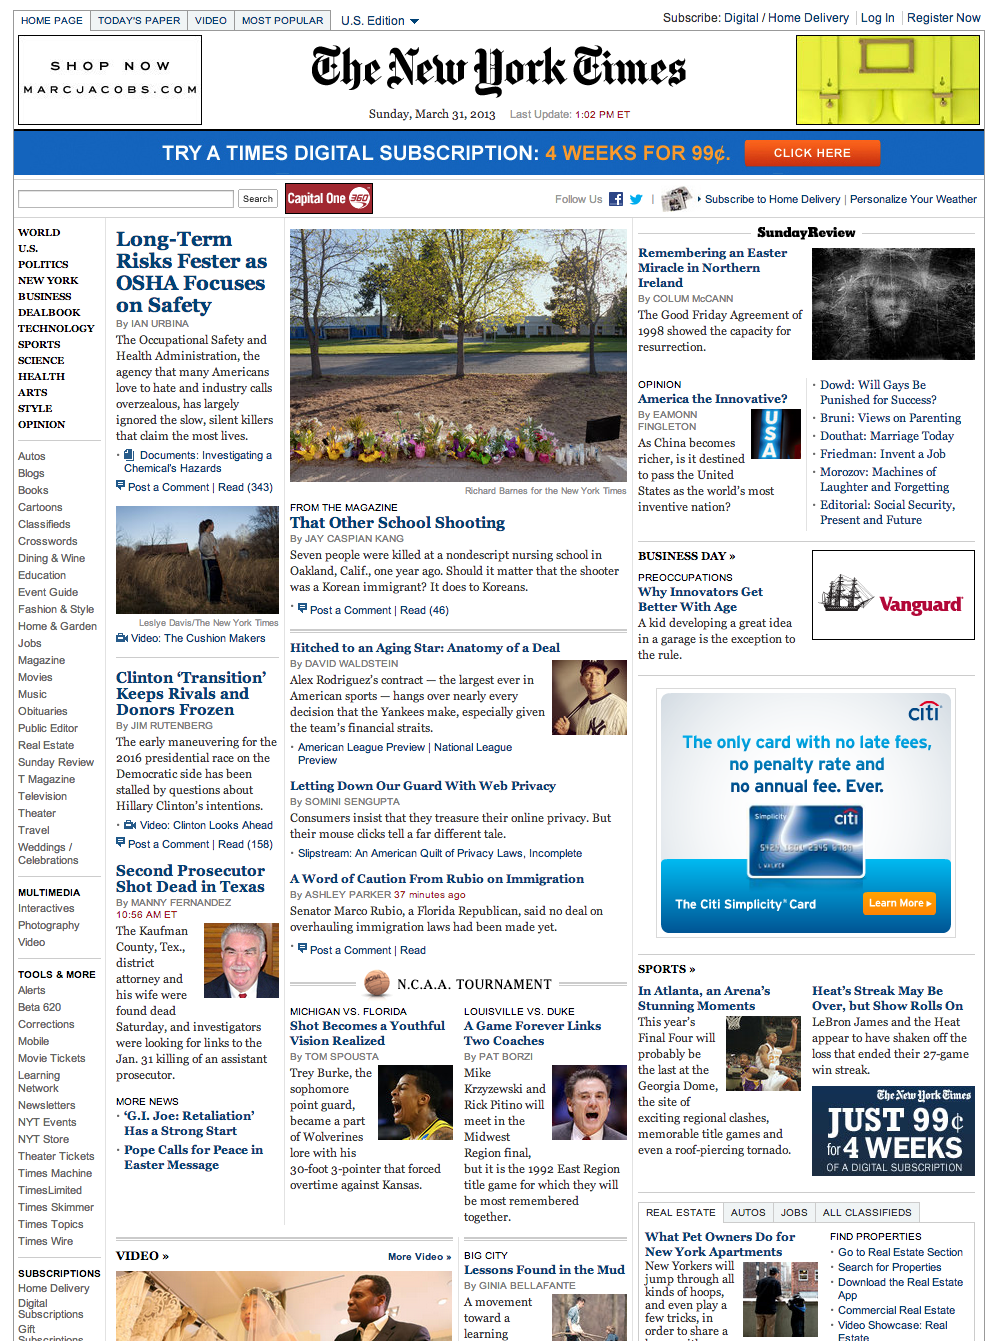 HOME PAGE
TODAY'S PAPER
VIDEO
MOST POPULAR
U.S. Edition
Subscribe: Digital / Home Delivery
Log In
Register Now
SHOP NOW
MARCJACOBS.COM
The New York Times
Sunday, March 31, 2013
Last Update: 1:02 PM ET
TRY A TIMES DIGITAL SUBSCRIPTION: 4 WEEKS FOR 99¢.
CLICK HERE
Search
Capital One 360
Follow Us
Subscribe to Home Delivery | Personalize Your Weather
WORLD
U.S.
POLITICS
NEW YORK
BUSINESS
DEALBOOK
TECHNOLOGY
SPORTS
SCIENCE
HEALTH
ARTS
STYLE
OPINION
Autos
Blogs
Books
Cartoons
Classifieds
Crosswords
Dining & Wine
Education
Event Guide
Fashion & Style
Home & Garden
Jobs
Magazine
Movies
Music
Obituaries
Public Editor
Real Estate
Sunday Review
T Magazine
Television
Theater
Travel
Weddings /
Celebrations
MULTIMEDIA
Interactives
Photography
Video
TOOLS & MORE
Alerts
Beta 620
Corrections
Mobile
Movie Tickets
Learning
Network
Newsletters
NYT Events
NYT Store
Theater Tickets
Times Machine
TimesLimited
Times Skimmer
Times Topics
Times Wire
SUBSCRIPTIONS
Home Delivery
Digital
Subscriptions
Gift
Subscriptions
Long-Term
Risks Fester as
OSHA Focuses
on Safety
By IAN URBINA
The Occupational Safety and
Health Administration, the
agency that many Americans
love to hate and industry calls
overzealous, has largely
ignored the slow, silent killers
that claim the most lives.
Documents: Investigating a
Chemical's Hazards
Post a Comment | Read (343)
Leslye Davis/The New York Times
Video: The Cushion Makers
Clinton ‘Transition’
Keeps Rivals and
Donors Frozen
By JIM RUTENBERG
The early maneuvering for the
2016 presidential race on the
Democratic side has been
stalled by questions about
Hillary Clinton’s intentions.
Video: Clinton Looks Ahead
Post a Comment | Read (158)
Second Prosecutor
Shot Dead in Texas
By MANNY FERNANDEZ
10:56 AM ET
The Kaufman
County, Tex.,
district
attorney and
his wife were
found dead
Saturday, and investigators
were looking for links to the
Jan. 31 killing of an assistant
prosecutor.
MORE NEWS
‘G.I. Joe: Retaliation’
Has a Strong Start
Pope Calls for Peace in
Easter Message
Richard Barnes for the New York Times
FROM THE MAGAZINE
That Other School Shooting
By JAY CASPIAN KANG
Seven people were killed at a nondescript nursing school in
Oakland, Calif., one year ago. Should it matter that the shooter
was a Korean immigrant? It does to Koreans.
Post a Comment | Read (46)
Hitched to an Aging Star: Anatomy of a Deal
By DAVID WALDSTEIN
Alex Rodriguez’s contract — the largest ever in
American sports — hangs over nearly every
decision that the Yankees make, especially given
the team’s financial straits.
American League Preview | National League
Preview
Letting Down Our Guard With Web Privacy
By SOMINI SENGUPTA
Consumers insist that they treasure their online privacy. But
their mouse clicks tell a far different tale.
Slipstream: An American Quilt of Privacy Laws, Incomplete
A Word of Caution From Rubio on Immigration
By ASHLEY PARKER 37 minutes ago
Senator Marco Rubio, a Florida Republican, said no deal on
overhauling immigration laws had been made yet.
Post a Comment | Read
N.C.A.A. TOURNAMENT
MICHIGAN VS. FLORIDA
Shot Becomes a Youthful
Vision Realized
By TOM SPOUSTA
Trey Burke, the
sophomore
point guard,
became a part
of Wolverines
lore with his
30-foot 3-pointer that forced
overtime against Kansas.
LOUISVILLE VS. DUKE
A Game Forever Links
Two Coaches
By PAT BORZI
Mike
Krzyzewski and
Rick Pitino will
meet in the
Midwest
Region final,
but it is the 1992 East Region
title game for which they will
be most remembered
together.
VIDEO »
More Video »
BIG CITY
Lessons Found in the Mud
By GINIA BELLAFANTE
A movement
toward a
learning
SundayReview
Remembering an Easter
Miracle in Northern
Ireland
By COLUM McCANN
The Good Friday Agreement of
1998 showed the capacity for
resurrection.
OPINION
America the Innovative?
By EAMONN
FINGLETON
As China becomes
richer, is it destined
to pass the United
States as the world’s most
inventive nation?
USA
Dowd: Will Gays Be
Punished for Success?
Bruni: Views on Parenting
Douthat: Marriage Today
Friedman: Invent a Job
Morozov: Machines of
Laughter and Forgetting
Editorial: Social Security,
Present and Future
BUSINESS DAY »
PREOCCUPATIONS
Why Innovators Get
Better With Age
A kid developing a great idea
in a garage is the exception to
the rule.
Vanguard
citi
The only card with no late fees,
no penalty rate and
no annual fee. Ever.
Simplicity
citi
L WALKER
The Citi Simplicity® Card
Learn More
SPORTS »
In Atlanta, an Arena’s
Stunning Moments
This year’s
Final Four will
probably be
the last at the
Georgia Dome,
the site of
exciting regional clashes,
memorable title games and
even a roof-piercing tornado.
Heat’s Streak May Be
Over, but Show Rolls On
LeBron James and the Heat
appear to have shaken off the
loss that ended their 27-game
win streak.
The New York Times
JUST 99¢
for 4 WEEKS
OF A DIGITAL SUBSCRIPTION
REAL ESTATE
AUTOS
JOBS
ALL CLASSIFIEDS
What Pet Owners Do for
New York Apartments
New Yorkers will
jump through all
kinds of hoops,
and even play a
few tricks, in
order to share a
FIND PROPERTIES
Go to Real Estate Section
Search for Properties
Download the Real Estate
App
Commercial Real Estate
Video Showcase: Real
Estate